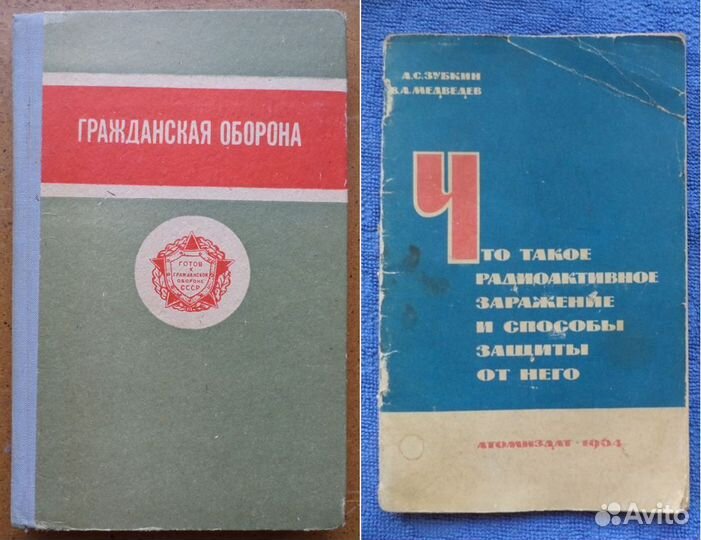 ГРАЖДАНСКАЯ ОБОРОНА
ГОТОВ
К
ГРАЖДАНСКОЙ
ОБОРОНЕ
СССР
А.С.ЗУБКИН
В.А.МЕДВЕДЕВ
ЧТО ТАКОЕ
РАДИОАКТИВНОЕ
ЗАРАЖЕНИЕ
И СПОСОБЫ
ЗАЩИТЫ
ОТ НЕГО
АТОМИЗДАТ · 1964
Avito